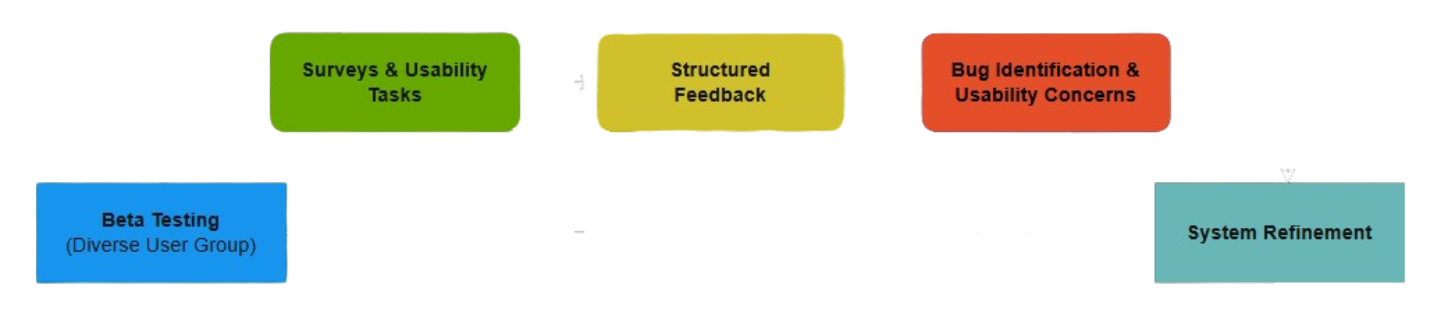 Surveys & Usability
Tasks
Structured
Feedback
Bug Identification &
Usability Concerns
Beta Testing
(Diverse User Group)
System Refinement